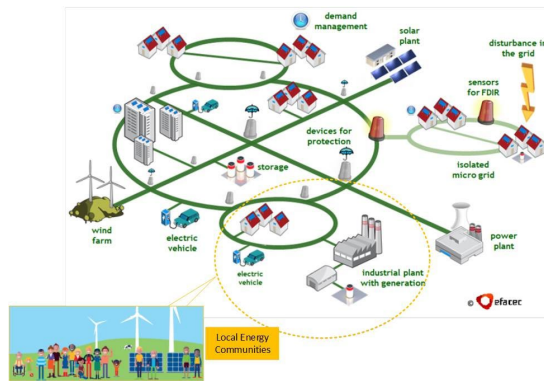 demand
management
solar
plant
disturbance in
the grid
sensors
for FDIR
devices for
protection
isolated
micro grid
storage
wind
farm
electric
vehicle
power
plant
electric
vehicle
industrial plant
with generation
© efacec
Local Energy
Communities